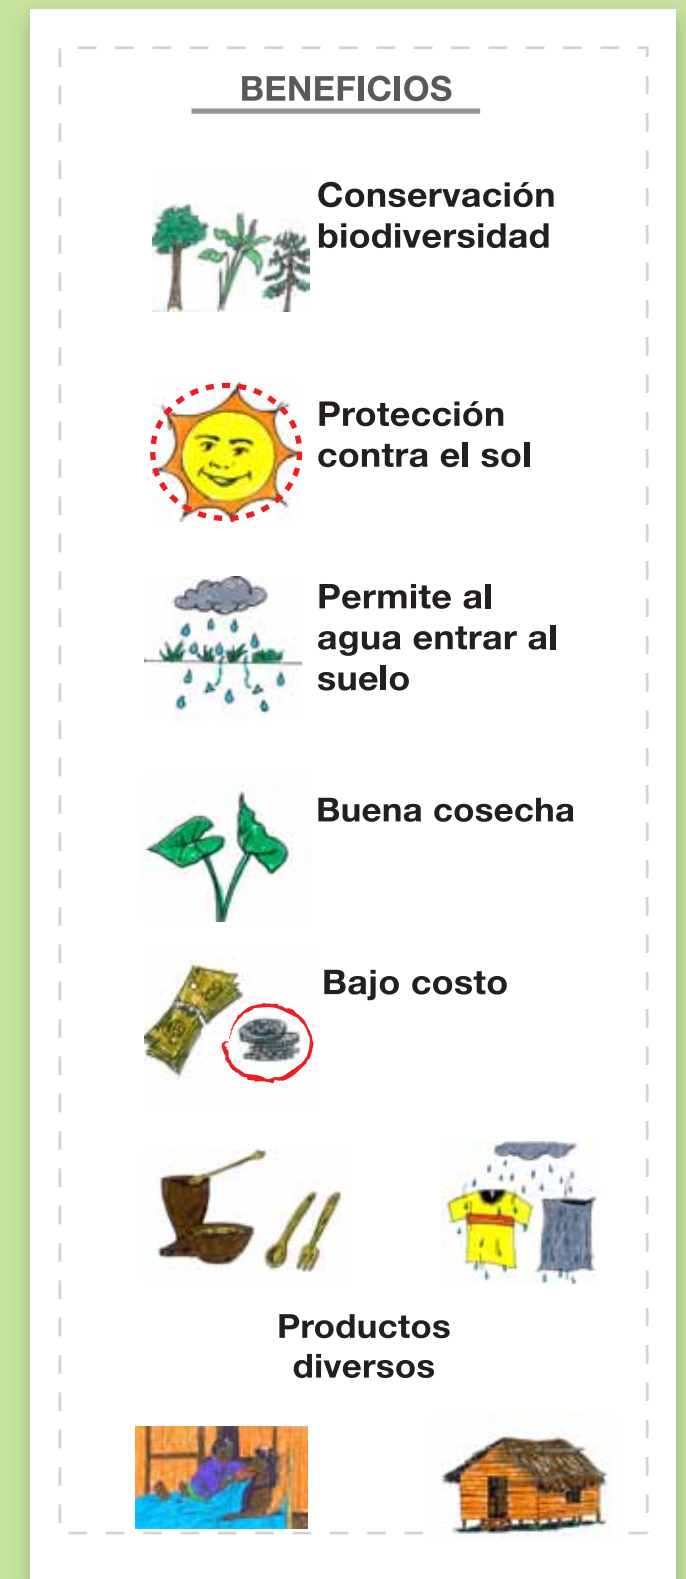 BENEFICIOS
Conservación
biodiversidad
Protección
contra el sol
Permite al
agua entrar al
suelo
Buena cosecha
Bajo costo
Productos
diversos